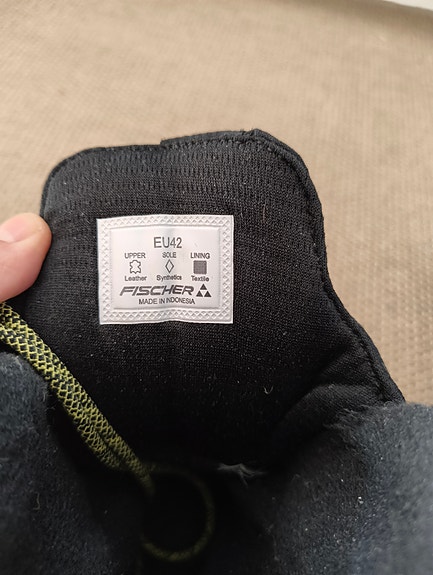 EU42
UPPER SOLE LINING
Leather Synthetics Textile
FISCHER
MADE IN INDONESIA